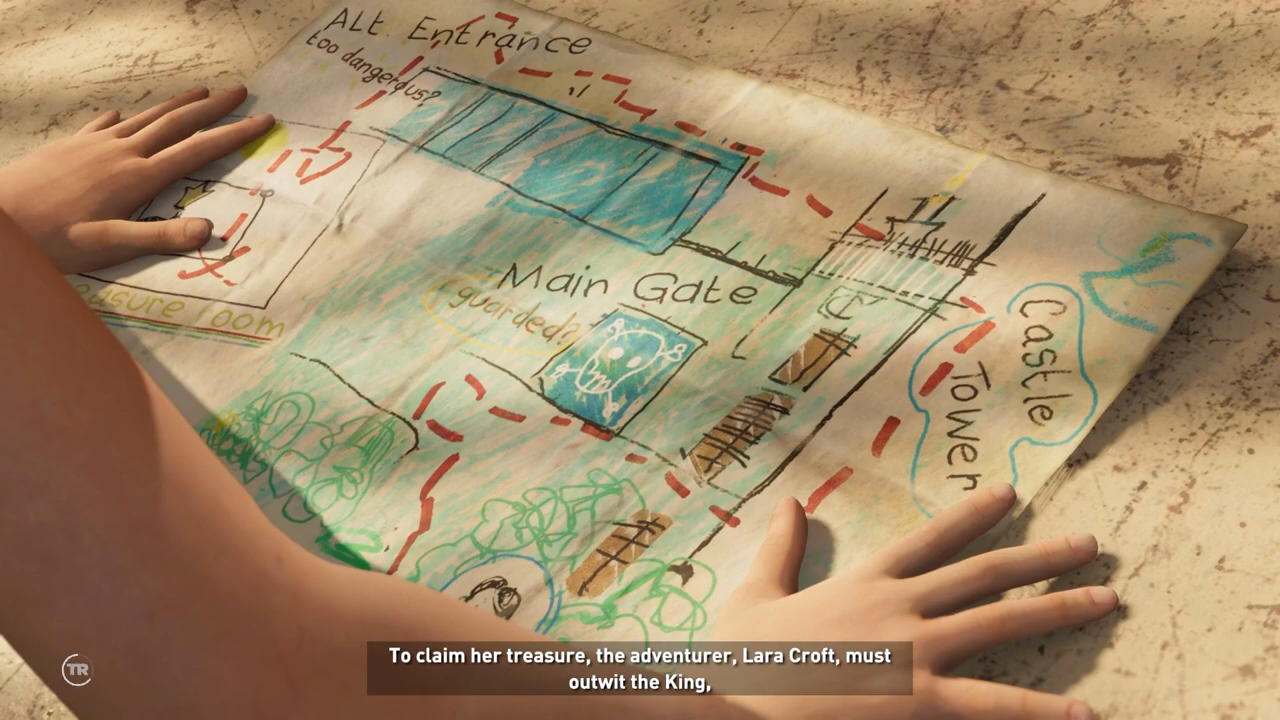 ALt Entrance
too dangerous?
Main Gate
(guarded?)
Castle
Tower
easure room
TR
To claim her treasure, the adventurer, Lara Croft, must
outwit the King,